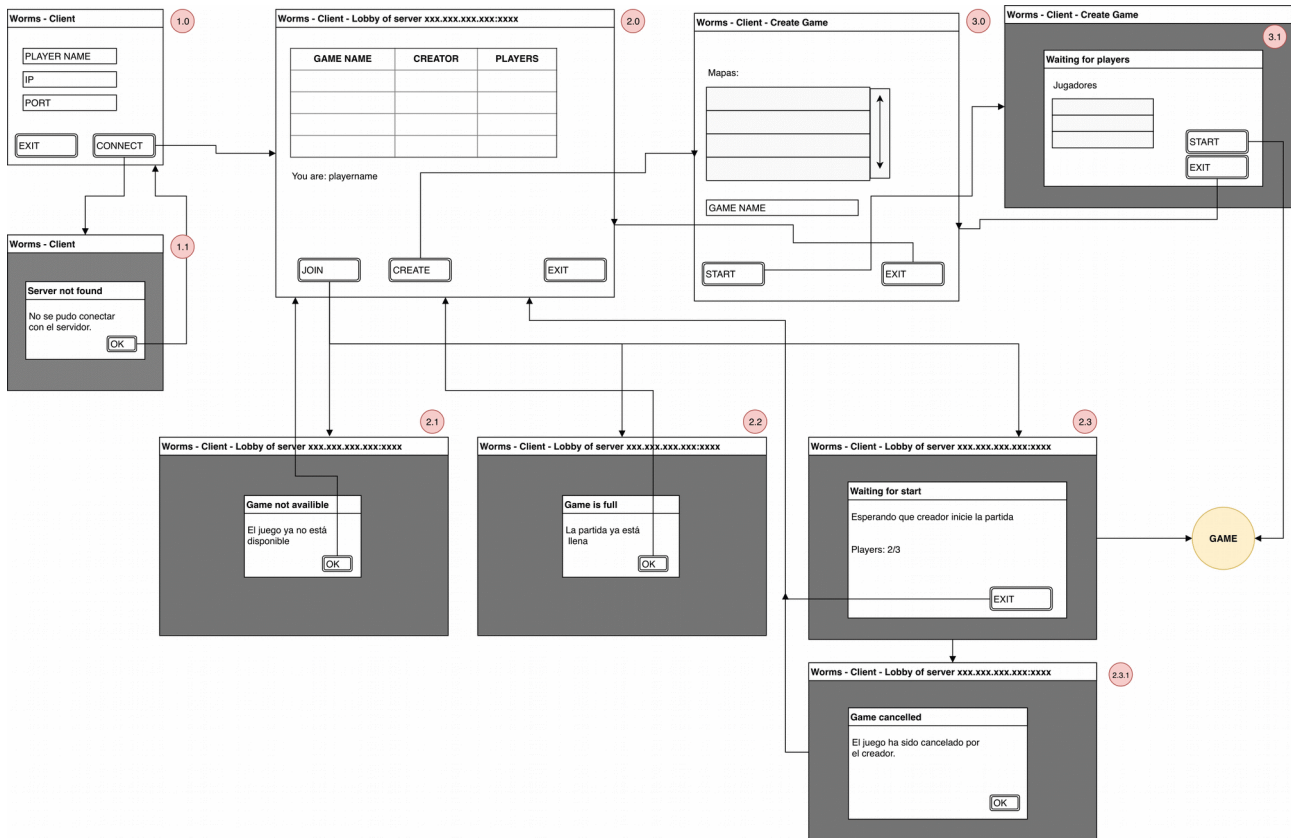 Worms - Client
1.0
PLAYER NAME
IP
PORT
EXIT
CONNECT
Worms - Client
1.1
Server not found
No se pudo conectar
con el servidor.
OK
Worms - Client - Lobby of server xxx.xxx.xxx.xxx:xxxx
2.0
GAME NAME CREATOR PLAYERS
You are: playername
JOIN
CREATE
EXIT
Worms - Client - Create Game
3.0
Mapas:
GAME NAME
START
EXIT
Worms - Client - Create Game
3.1
Waiting for players
Jugadores
START
EXIT
Worms - Client - Lobby of server xxx.xxx.xxx.xxx:xxxx
2.1
Game not availible
El juego ya no está
disponible
OK
Worms - Client - Lobby of server xxx.xxx.xxx.xxx:xxxx
2.2
Game is full
La partida ya está
llena
OK
Worms - Client - Lobby of server xxx.xxx.xxx.xxx:xxxx
2.3
Waiting for start
Esperando que creador inicie la partida
Players: 2/3
EXIT
GAME
Worms - Client - Lobby of server xxx.xxx.xxx.xxx:xxxx
2.3.1
Game cancelled
El juego ha sido cancelado por
el creador.
OK